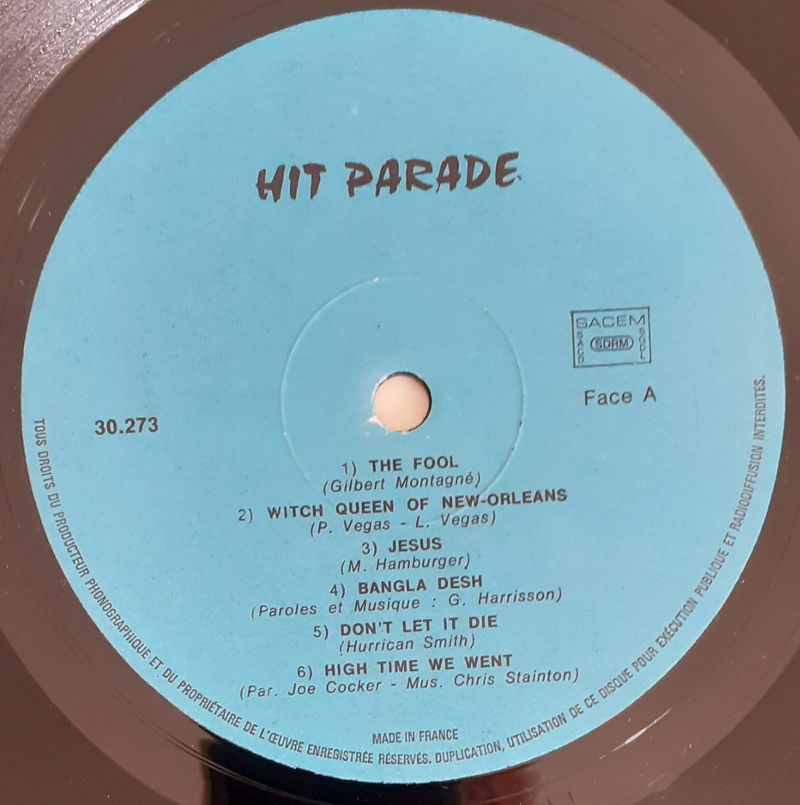 HIT PARADE
SACEM
SACD SDRM SGDL
Face A
30.273
1) THE FOOL
(Gilbert Montagné)
2) WITCH QUEEN OF NEW-ORLEANS
(P. Vegas - L. Vegas)
3) JESUS
(M. Hamburger)
4) BANGLA DESH
(Paroles et Musique : G. Harrisson)
5) DON'T LET IT DIE
(Hurrican Smith)
6) HIGH TIME WE WENT
(Par. Joe Cocker - Mus. Chris Stainton)
MADE IN FRANCE
TOUS DROITS DU PRODUCTEUR PHONOGRAPHIQUE ET DU PROPRIÉTAIRE DE L'ŒUVRE ENREGISTRÉE RÉSERVÉS. DUPLICATION, UTILISATION DE CE DISQUE POUR EXÉCUTION PUBLIQUE ET RADIODIFFUSION INTERDITES.